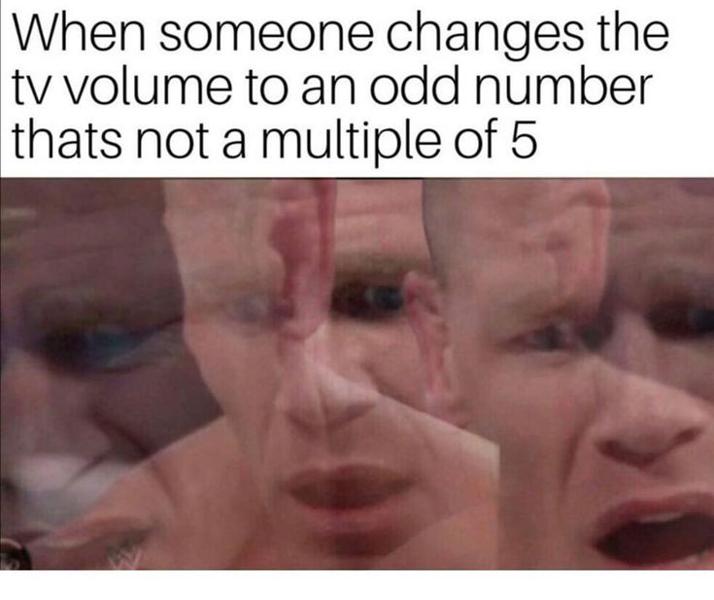 When someone changes the
tv volume to an odd number
thats not a multiple of 5